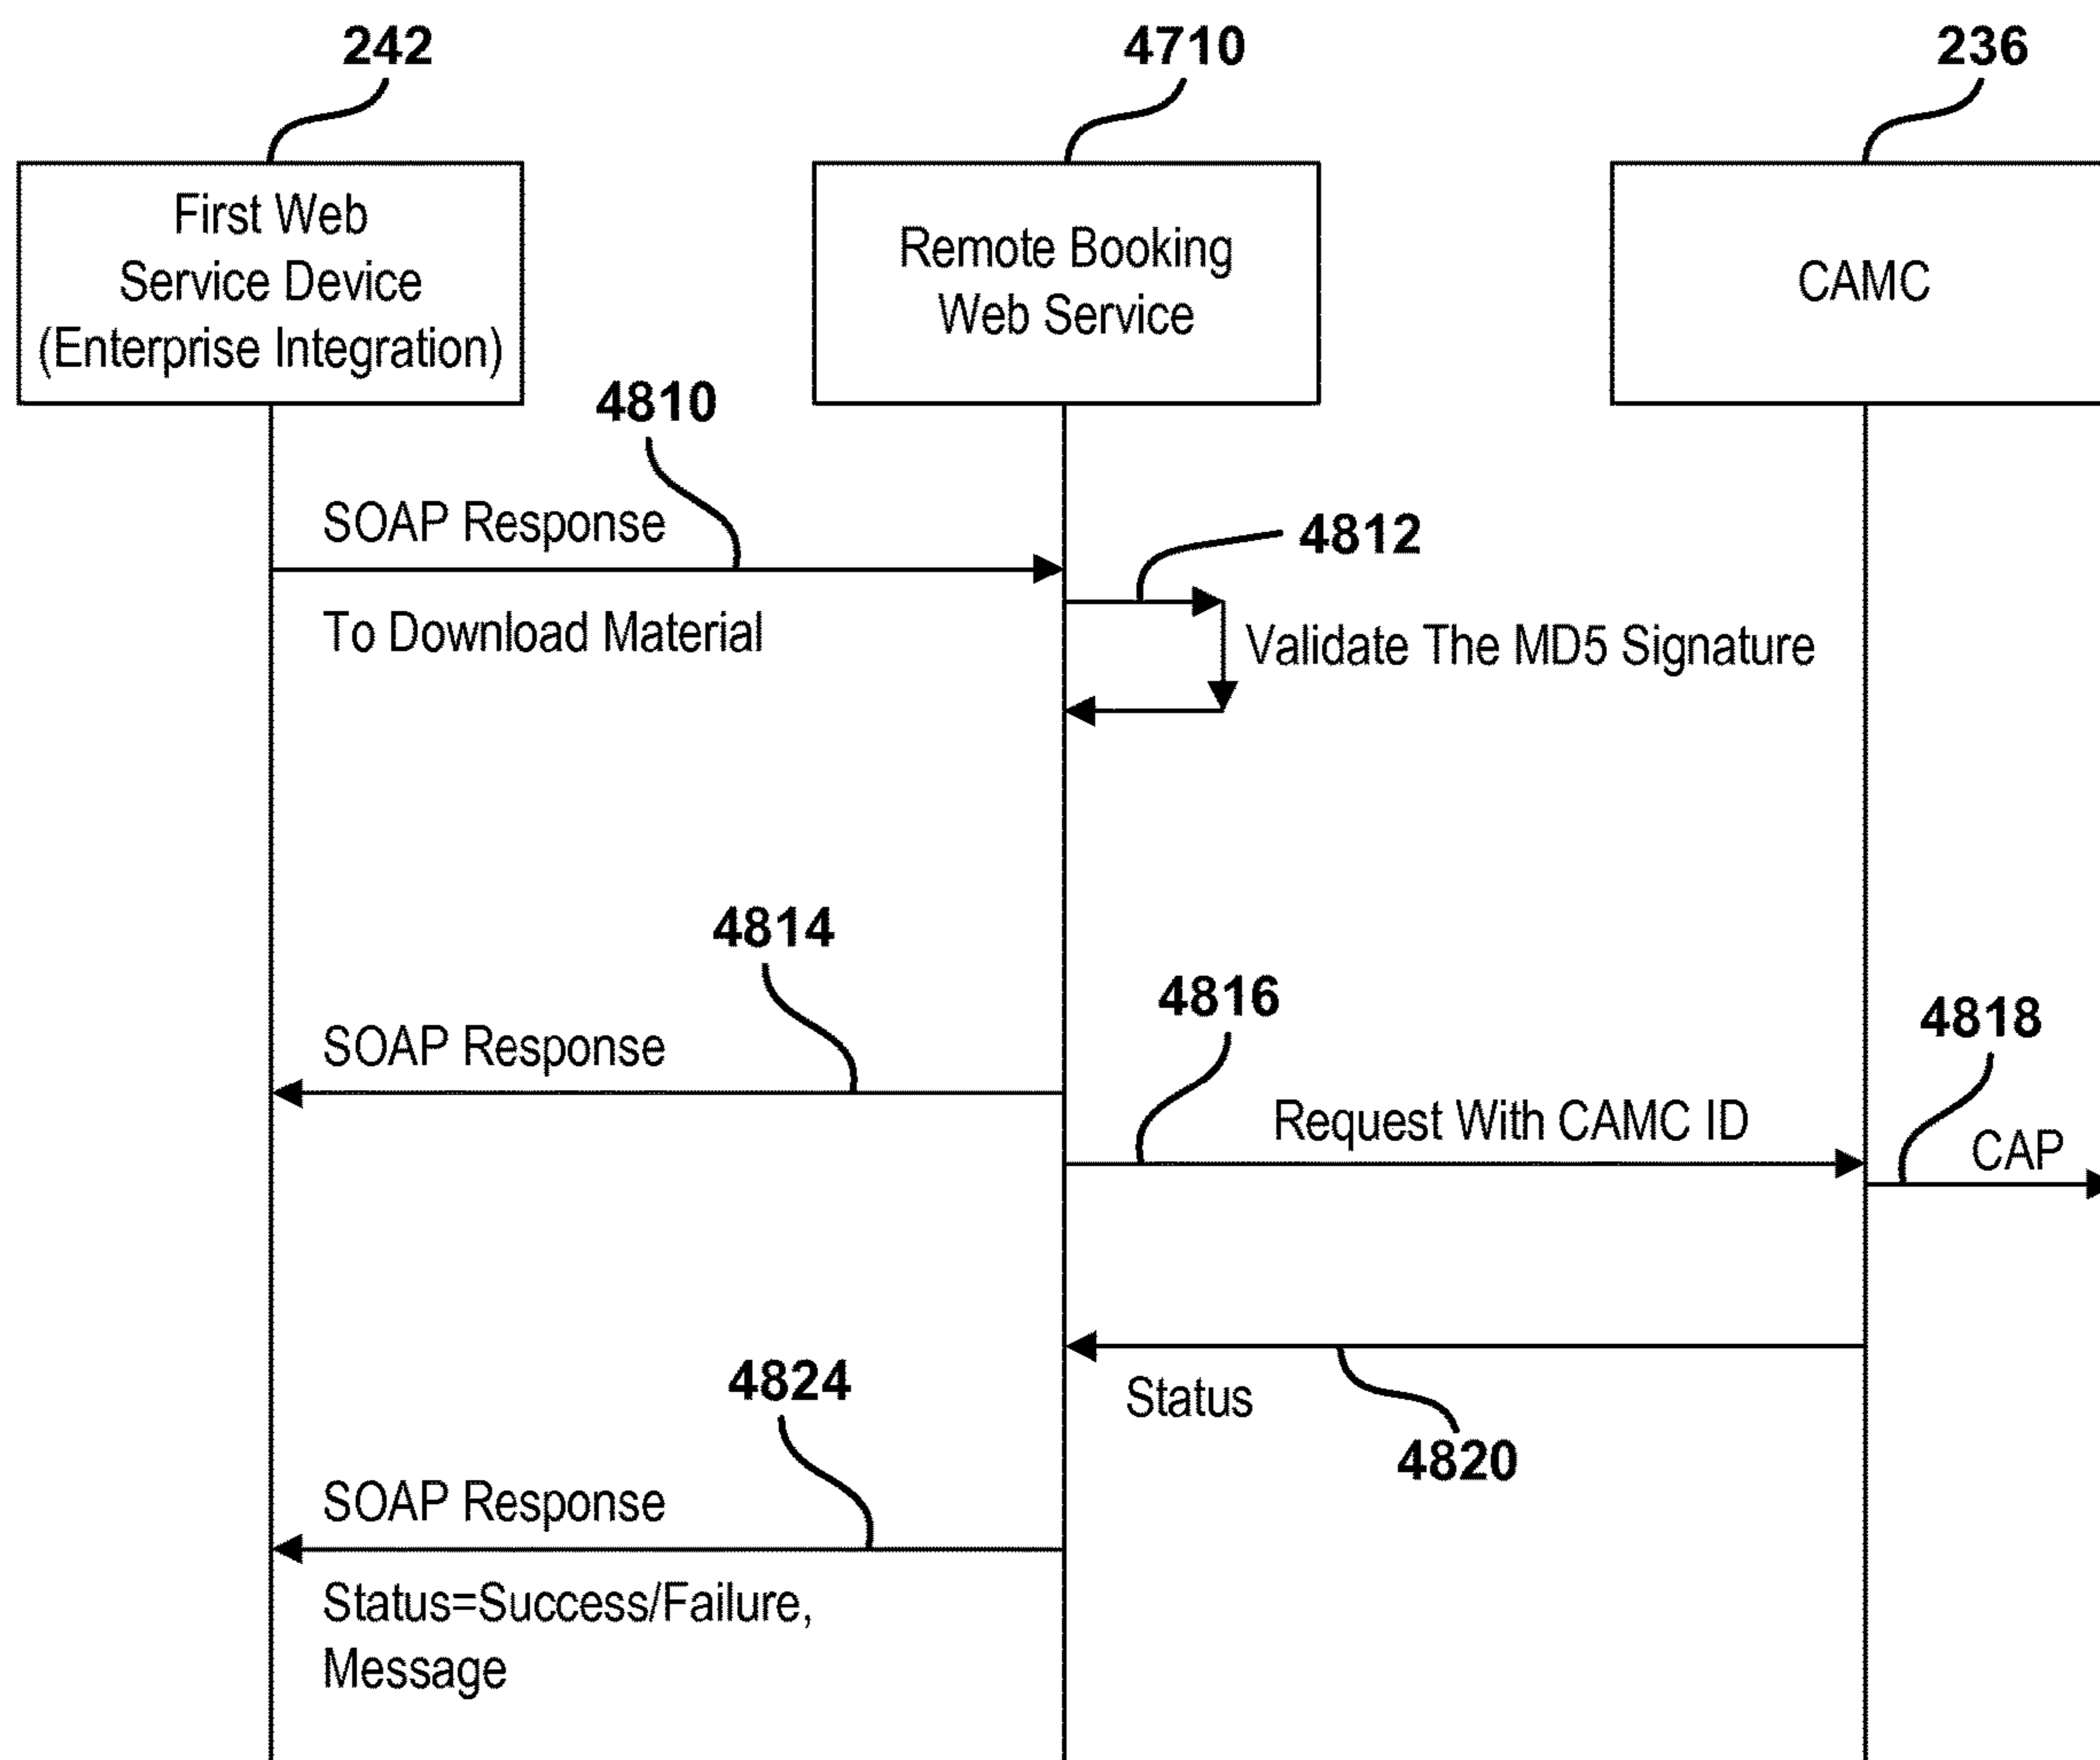 242
4710
236
First Web
Service Device
(Enterprise Integration)
Remote Booking
Web Service
CAMC
4810
SOAP Response
4812
To Download Material
Validate The MD5 Signature
4814
4816
4818
SOAP Response
Request With CAMC ID
CAP
4824
Status
4820
SOAP Response
Status=Success/Failure,
Message